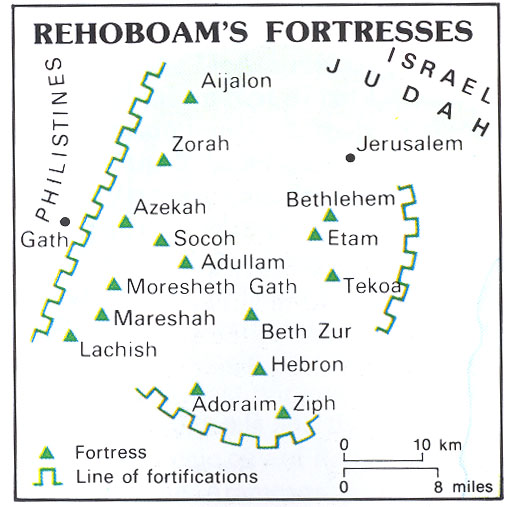 REHOBOAM'S FORTRESSES
ISRAEL
JUDAH
PHILISTINES
Aijalon
Zorah
Jerusalem
Azekah
Bethlehem
Gath
Socoh
Etam
Adullam
Moresheth Gath
Tekoa
Mareshah
Beth Zur
Lachish
Hebron
Adoraim
Ziph
Fortress
Line of fortifications
0 10 km
0 8 miles